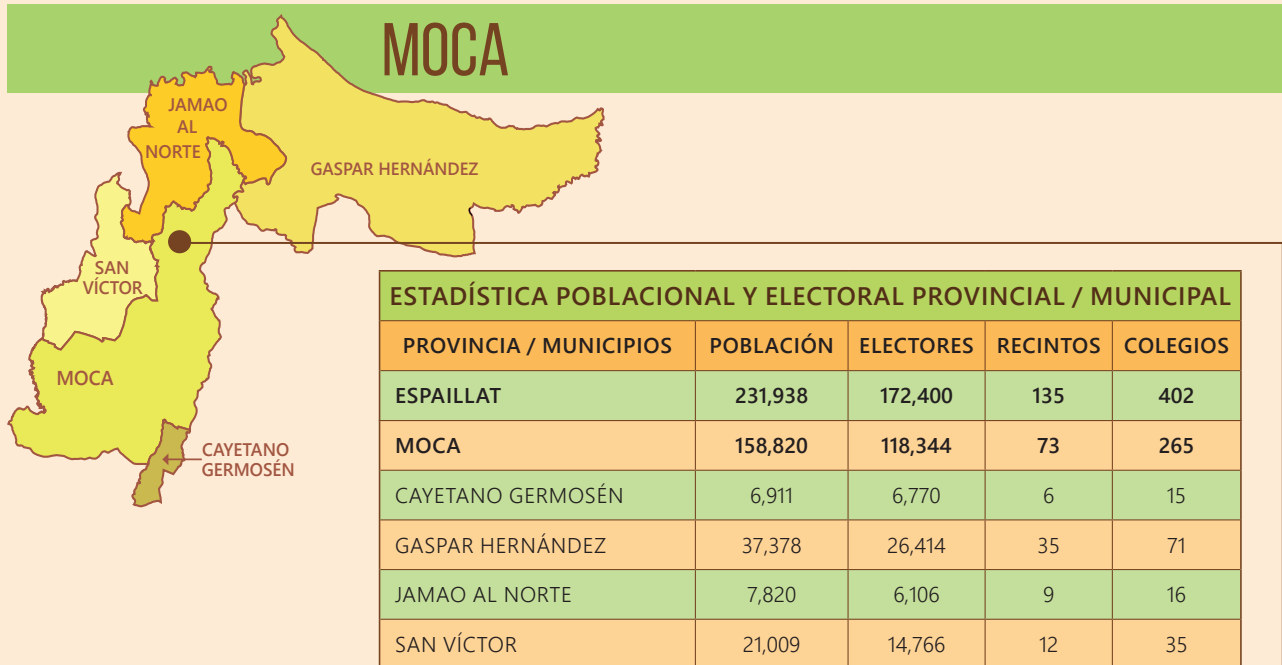 MOCA
JAMAO
AL
NORTE
GASPAR HERNÁNDEZ
SAN
VÍCTOR
MOCA
CAYETANO
GERMOSÉN
ESTADÍSTICA POBLACIONAL Y ELECTORAL PROVINCIAL / MUNICIPAL
PROVINCIA / MUNICIPIOS POBLACIÓN ELECTORES RECINTOS COLEGIOS
ESPAILLAT 231,938 172,400 135 402
MOCA 158,820 118,344 73 265
CAYETANO GERMOSÉN 6,911 6,770 6 15
GASPAR HERNÁNDEZ 37,378 26,414 35 71
JAMAO AL NORTE 7,820 6,106 9 16
SAN VÍCTOR 21,009 14,766 12 35